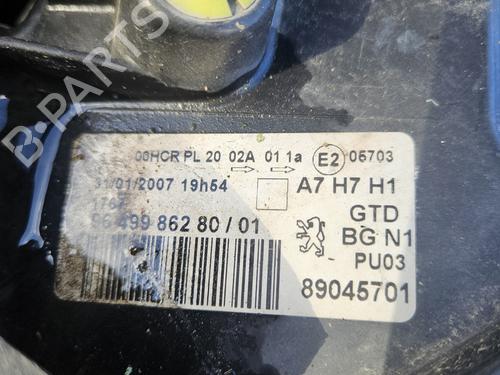 00HCR PL 20 02A 01 1a E2 05703
31/01/2007 19h54
A7 H7 H1
96 499 862 80 / 01
GTD
BG N1
PU03
89045701
B-PARTS